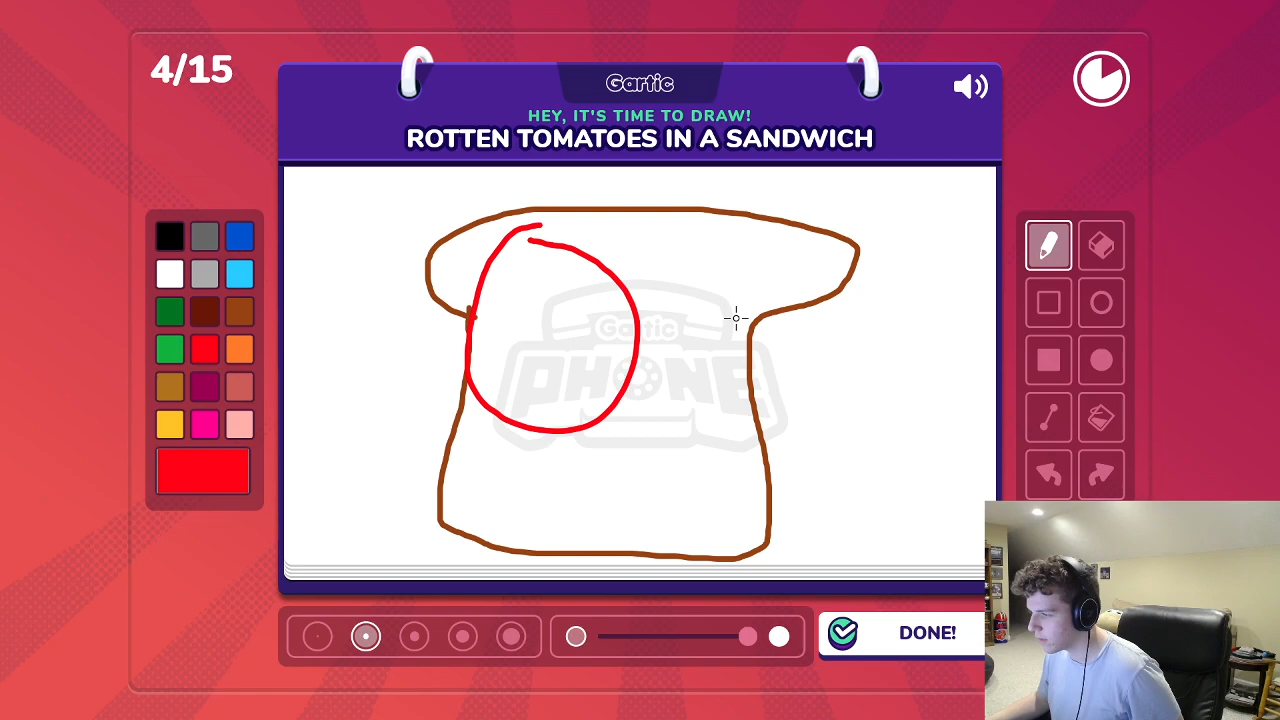 4/15
Gartic
HEY, IT'S TIME TO DRAW!
ROTTEN TOMATOES IN A SANDWICH
Gartic
PHONE
DONE!